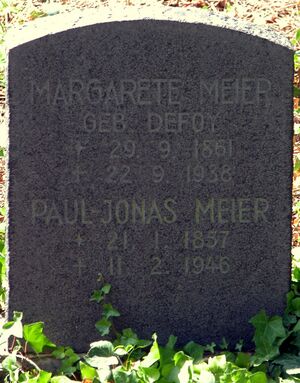 MARGARETE MEIER
GEB. DEFOY
* 29. 9. 1861
+ 22. 9. 1938
PAUL JONAS MEIER
* 21. 1. 1857
+ 11. 2. 1946